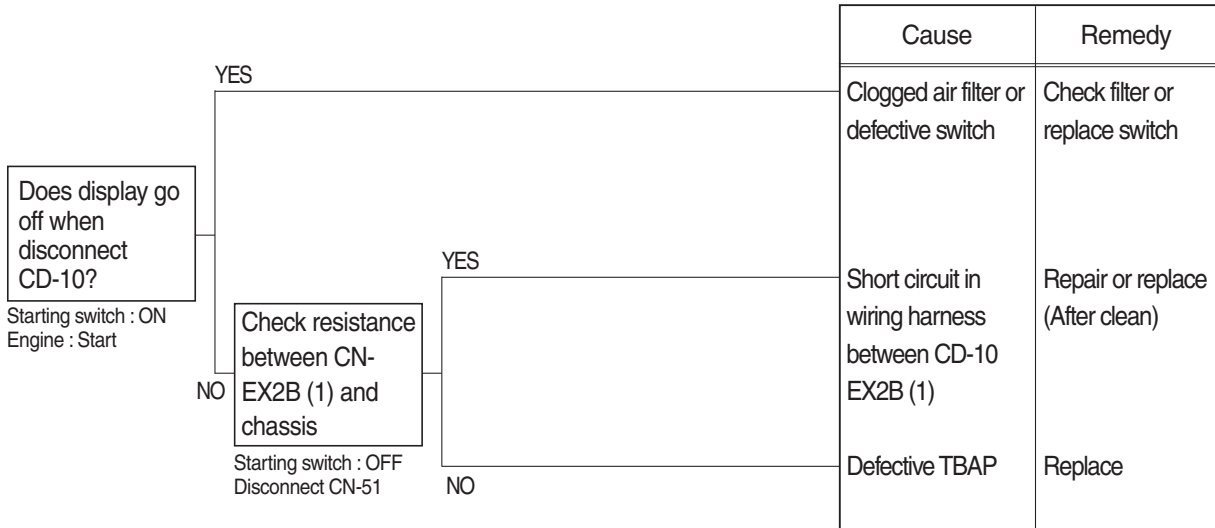 Cause
Remedy
YES
Clogged air filter or
defective switch
Check filter or
replace switch
Does display go
off when
disconnect
CD-10?
Starting switch : ON
Engine : Start
YES
Short circuit in
wiring harness
between CD-10
EX2B (1)
Repair or replace
(After clean)
NO
Check resistance
between CN-
EX2B (1) and
chassis
Starting switch : OFF
Disconnect CN-51
NO
Defective TBAP
Replace